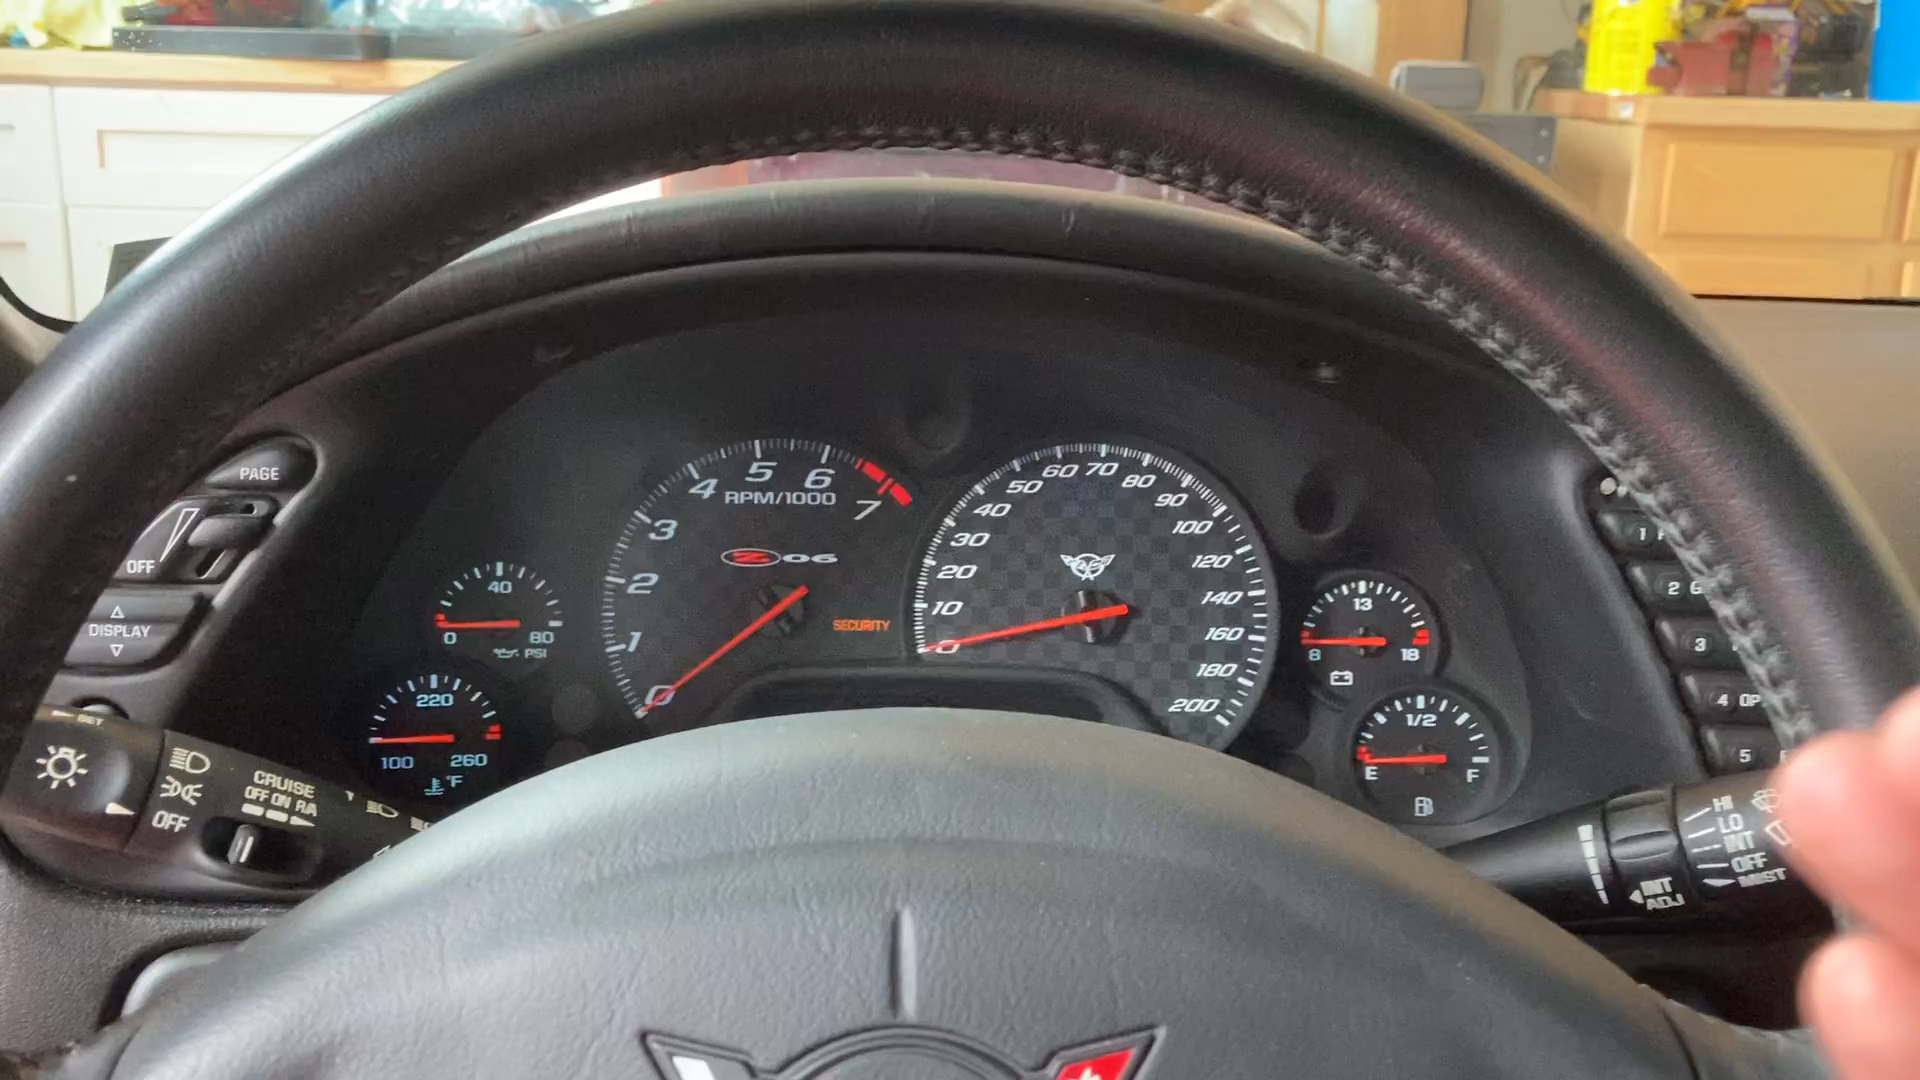 PAGE
OFF
DISPLAY
0
40
80
PSI
100
220
260
°F
0
1
2
3
4
5
6
7
RPM/1000
Z06
SECURITY
0
10
20
30
40
50
60
70
80
90
100
120
140
160
180
200
8
13
18
E
1/2
F
1
2
3
4 OP
5
SET
OFF
CRUISE
OFF ON R/A
HI
LO
INT
OFF
MIST
INT
ADJ